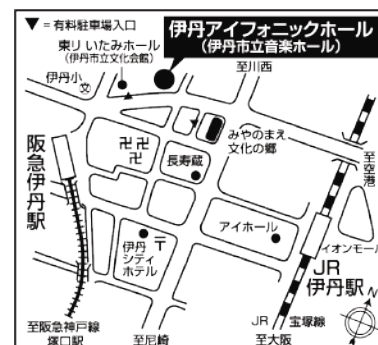 ▼=有料駐車場入口
伊丹アイフォニックホール
(伊丹市立音楽ホール)
東リ いたみホール
(伊丹市立文化会館)
伊丹小
文
至川西
みやのまえ
文化の郷
至空港
卍卍
卍
長寿蔵
阪急伊丹駅
アイホール
イオンモール
伊丹
シティ
ホテル
〒
JR
伊丹駅
N
至阪急神戸線
塚口駅
至尼崎
JR 宝塚線
至大阪